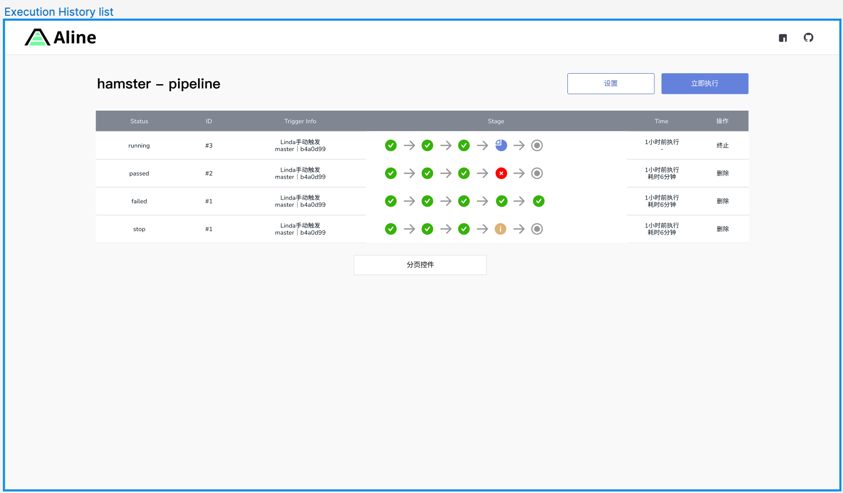 Execution History list
Aline
hamster – pipeline
设置
立即执行
Status ID Trigger Info Stage Time 操作
running #3 Linda手动触发 1小时前执行 终止
master｜b4a0d99 -
passed #2 Linda手动触发 1小时前执行 删除
master｜b4a0d99 耗时6分钟
failed #1 Linda手动触发 1小时前执行 删除
master｜b4a0d99 耗时6分钟
stop #1 Linda手动触发 1小时前执行 删除
master｜b4a0d99 耗时6分钟
分页控件